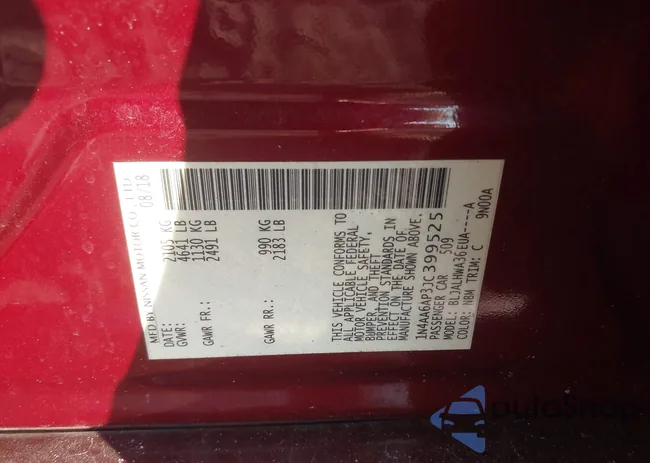 MFD BY NISSAN MOTOR CO., LTD.
DATE: 08/18
GVWR: 2105 KG
4641 LB
GAWR FR.: 1130 KG
2491 LB
GAWR RR.: 990 KG
2183 LB
THIS VEHICLE CONFORMS TO
ALL APPLICABLE FEDERAL
MOTOR VEHICLE SAFETY,
BUMPER, AND THEFT
PREVENTION STANDARDS IN
EFFECT ON THE DATE OF
MANUFACTURE SHOWN ABOVE.
1N4AA6AP3JC399525
PASSENGER CAR 509
MODEL: BLJALHWA36EUA----A
COLOR: NBM TRIM: C 9N00A
AutoShop